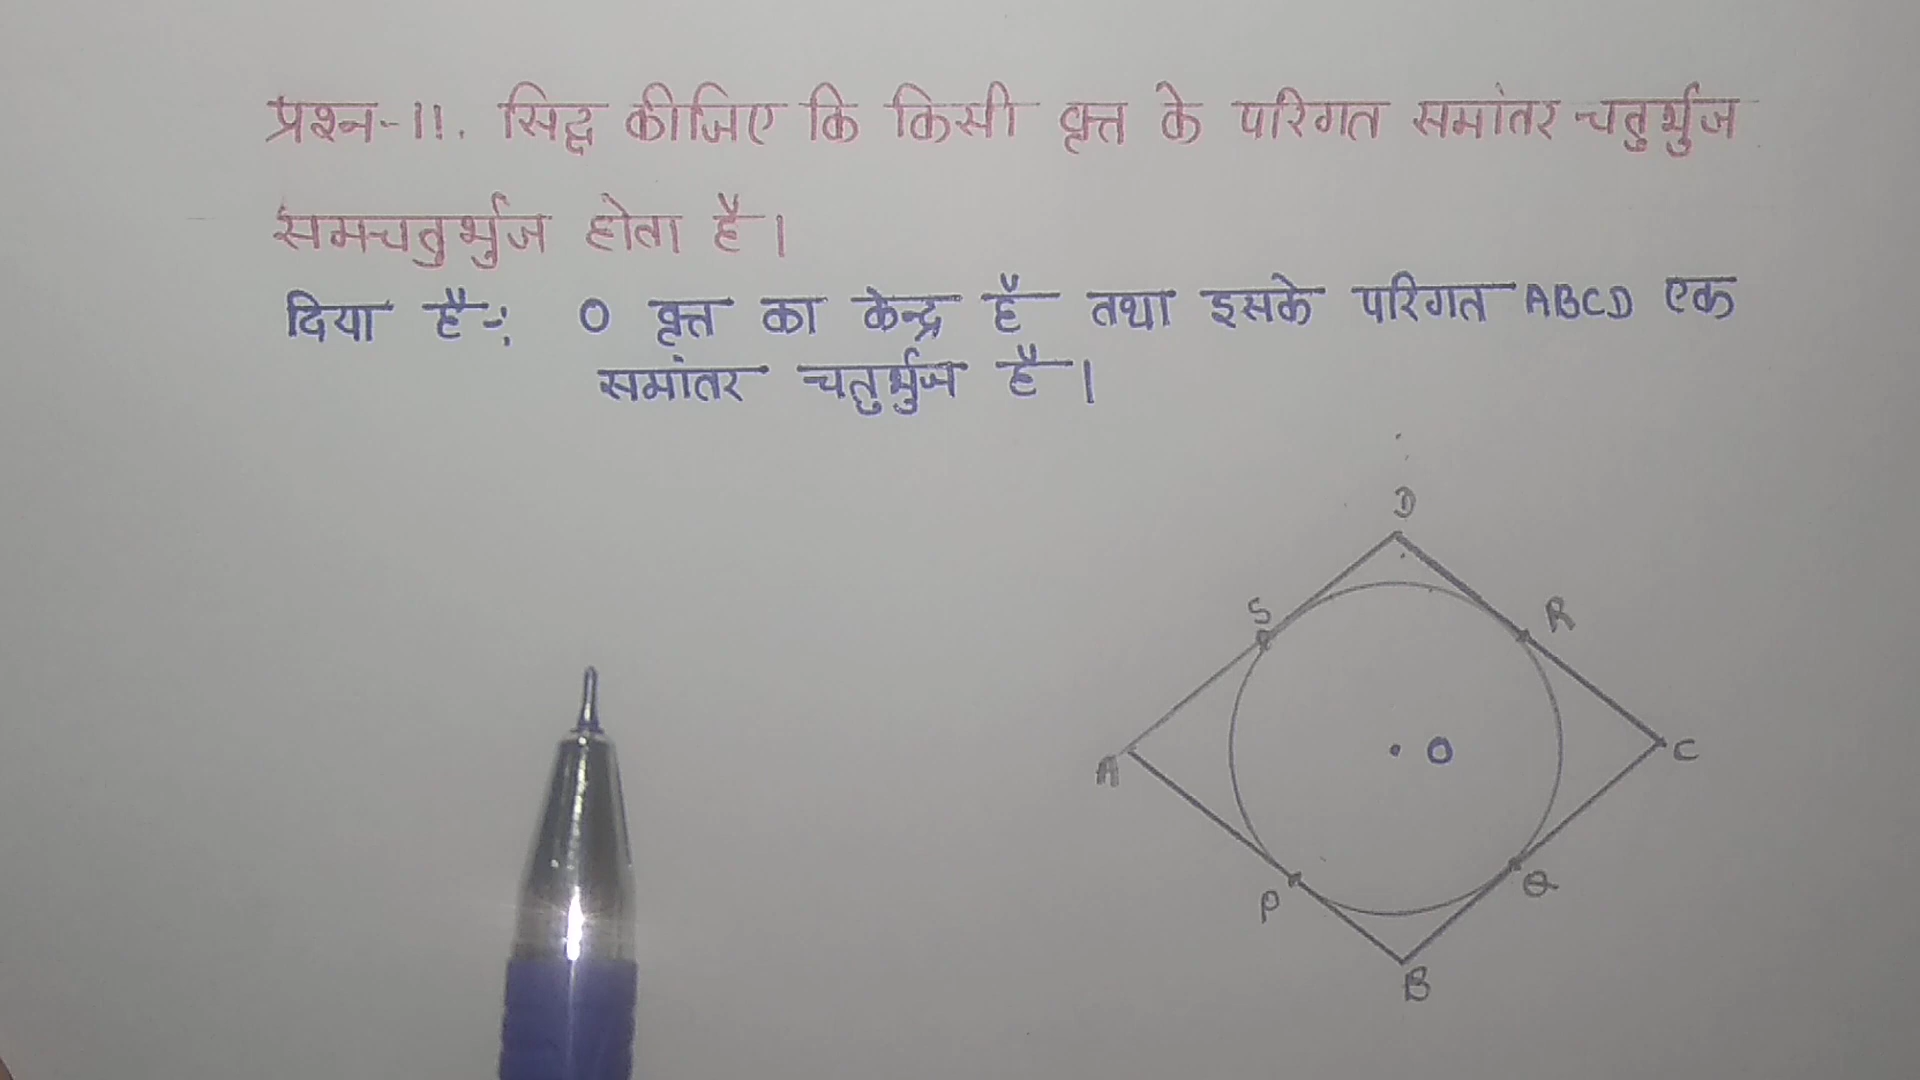 प्रश्न-11. सिद्ध कीजिए कि किसी वृत्त के परिगत समांतर चतुर्भुज
समचतुर्भुज होता है।
दिया है-: O वृत्त का केन्द्र है तथा इसके परिगत ABCD एक
समांतर चतुर्भुज है।
D
S
R
O
C
A
P
Q
B